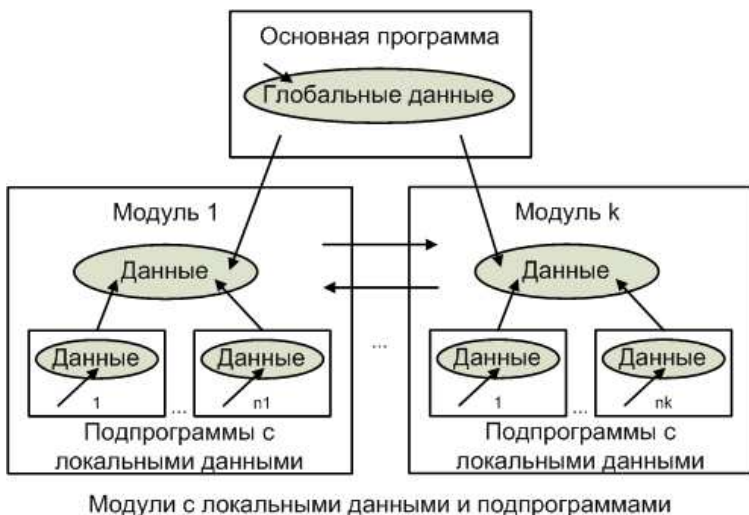 Основная программа
Глобальные данные
Модуль 1
Модуль k
Данные
Данные
...
Данные
Данные
Данные
Данные
1
...
n1
1
...
nk
Подпрограммы с
локальными данными
Подпрограммы с
локальными данными
Модули с локальными данными и подпрограммами